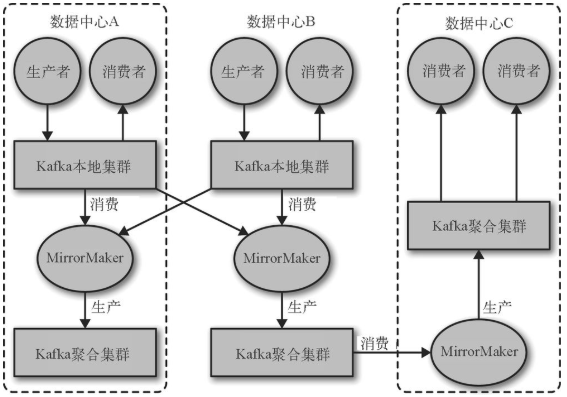 数据中心A
数据中心B
数据中心C
生产者
消费者
生产者
消费者
消费者
消费者
Kafka本地集群
Kafka本地集群
消费
消费
Kafka聚合集群
MirrorMaker
MirrorMaker
生产
生产
生产
Kafka聚合集群
Kafka聚合集群
消费
MirrorMaker